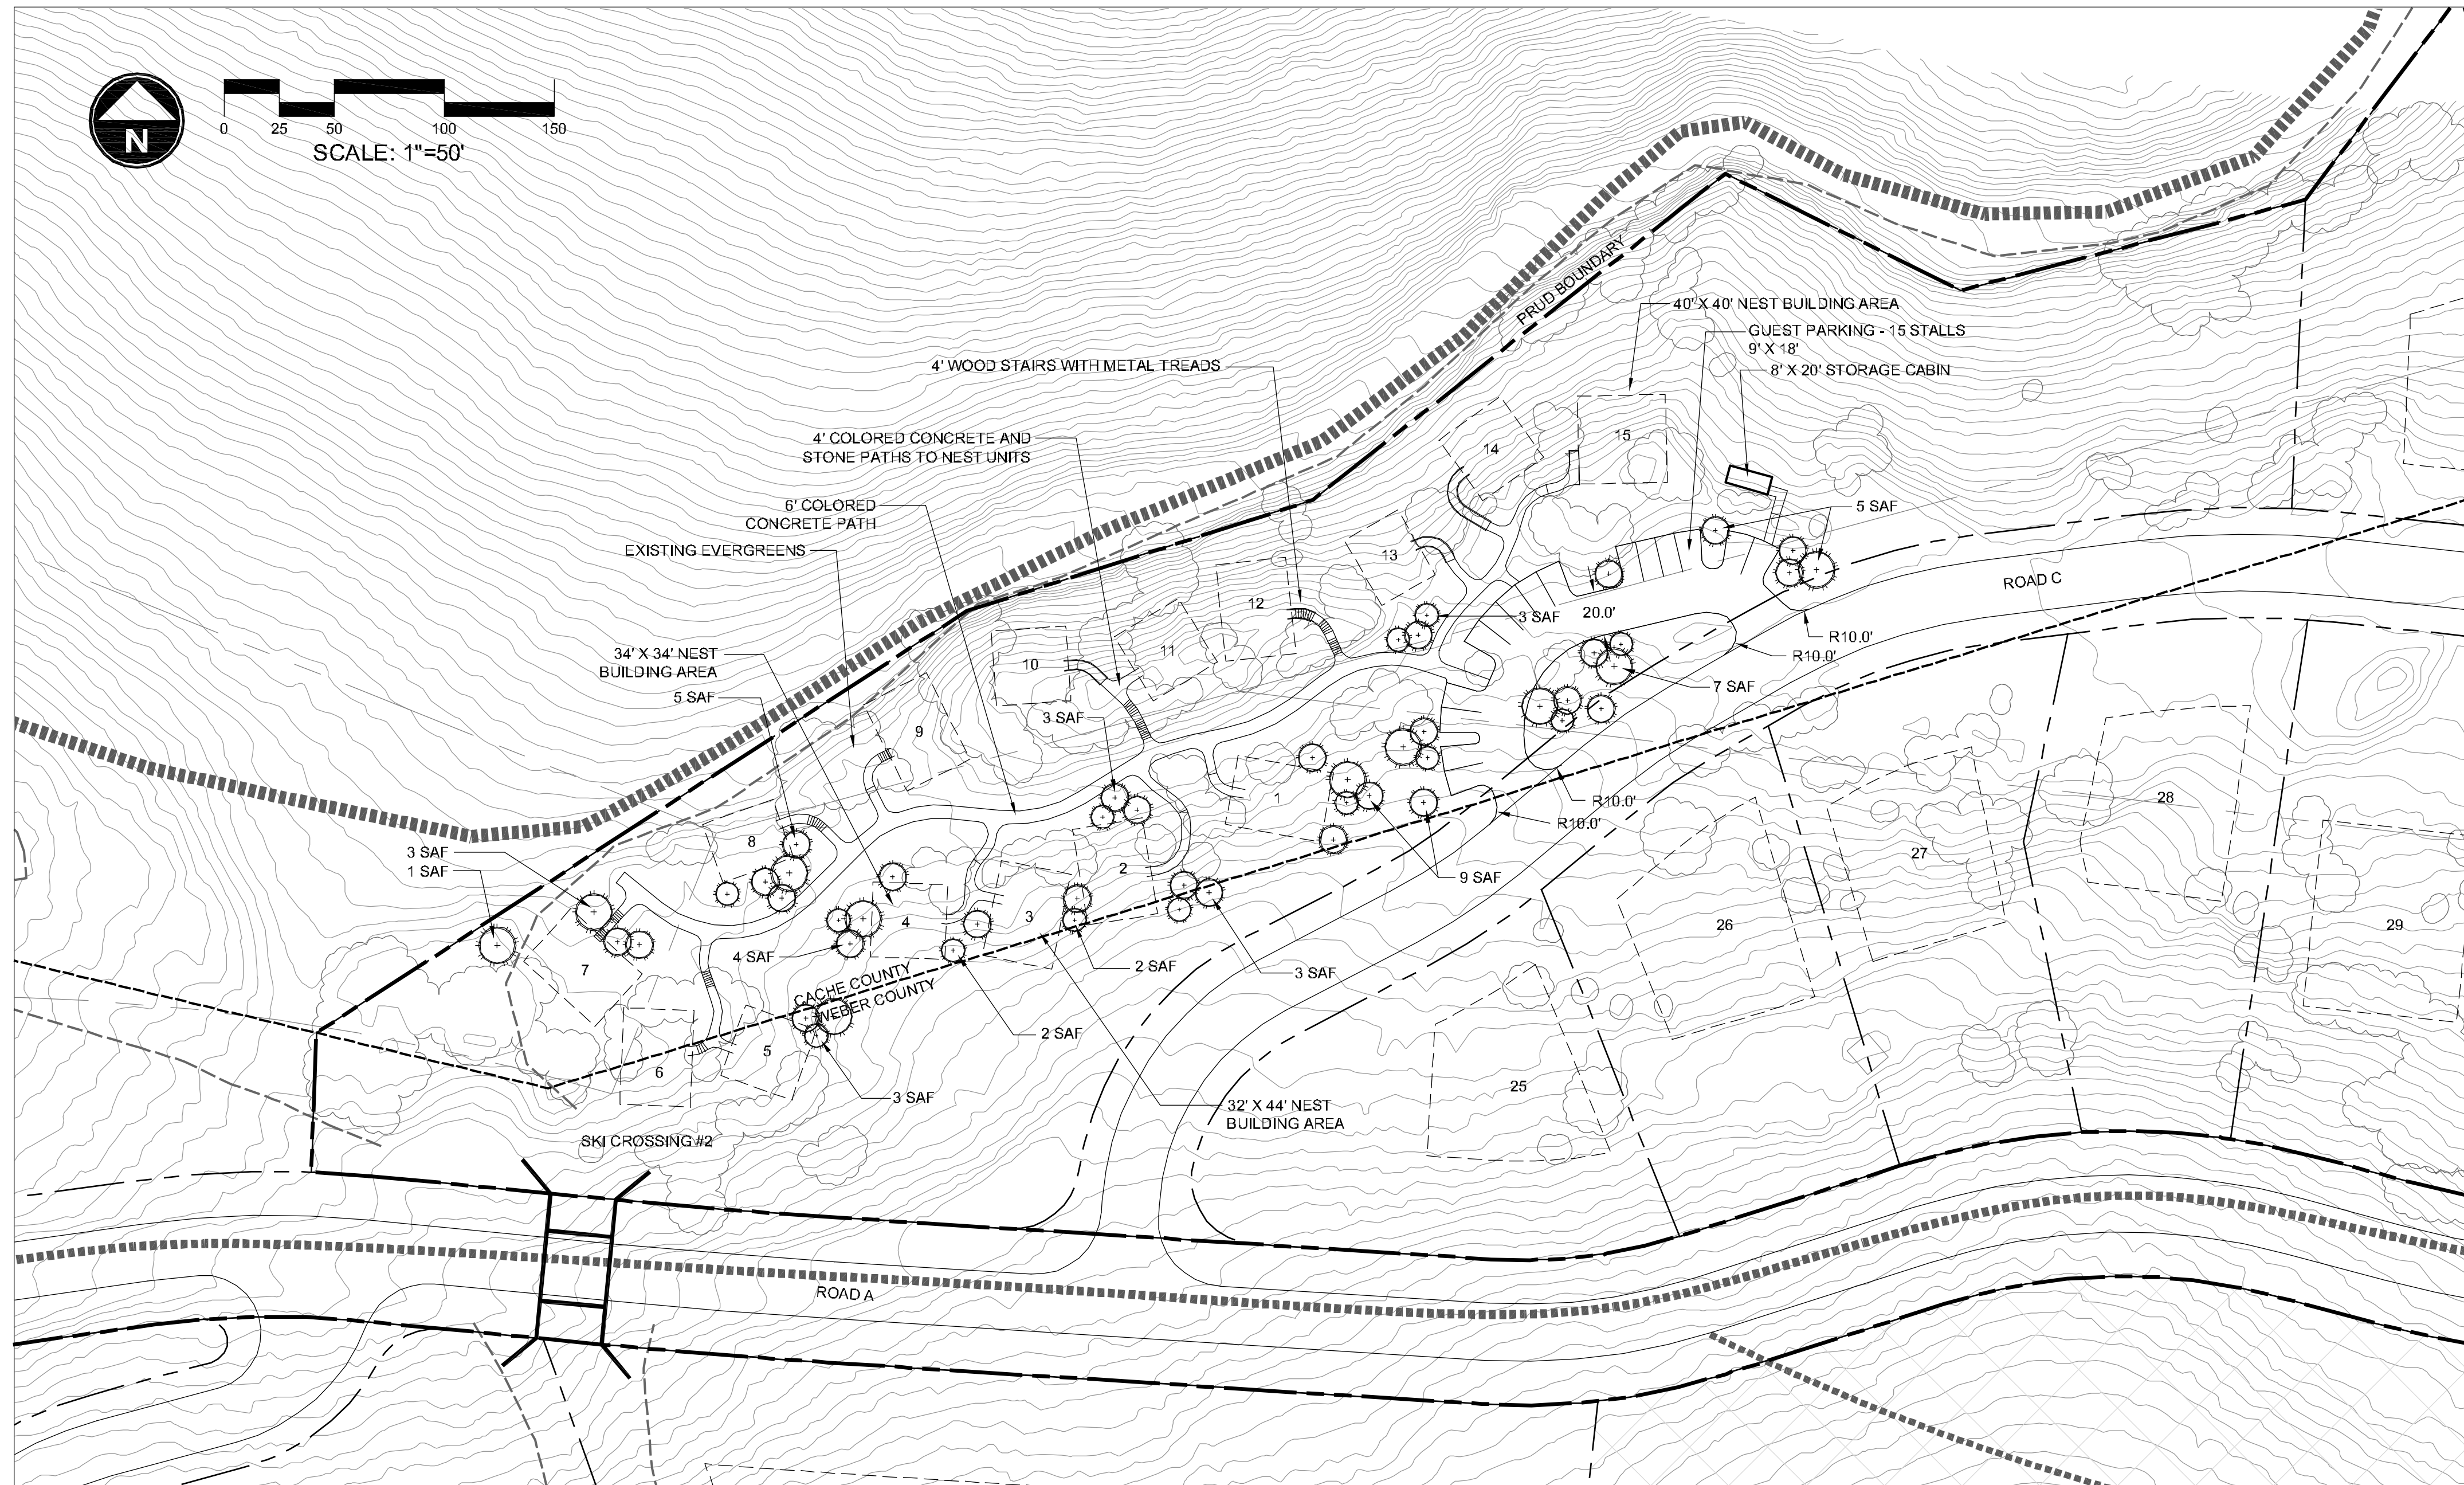 N
0 25 50 100 150
SCALE: 1"=50'
PRUD BOUNDARY
40' X 40' NEST BUILDING AREA
GUEST PARKING - 15 STALLS
9' X 18'
8' X 20' STORAGE CABIN
4' WOOD STAIRS WITH METAL TREADS
4' COLORED CONCRETE AND
STONE PATHS TO NEST UNITS
6' COLORED
CONCRETE PATH
EXISTING EVERGREENS
34' X 34' NEST
BUILDING AREA
5 SAF
3 SAF
1 SAF
14
15
13
12
11
10
9
8
7
6
5
4
3
2
1
5 SAF
ROAD C
3 SAF
20.0'
R10.0'
R10.0'
7 SAF
3 SAF
R10.0'
R10.0'
9 SAF
4 SAF
2 SAF
3 SAF
CACHE COUNTY
WEBER COUNTY
2 SAF
3 SAF
32' X 44' NEST
BUILDING AREA
28
27
26
29
25
SKI CROSSING #2
ROAD A